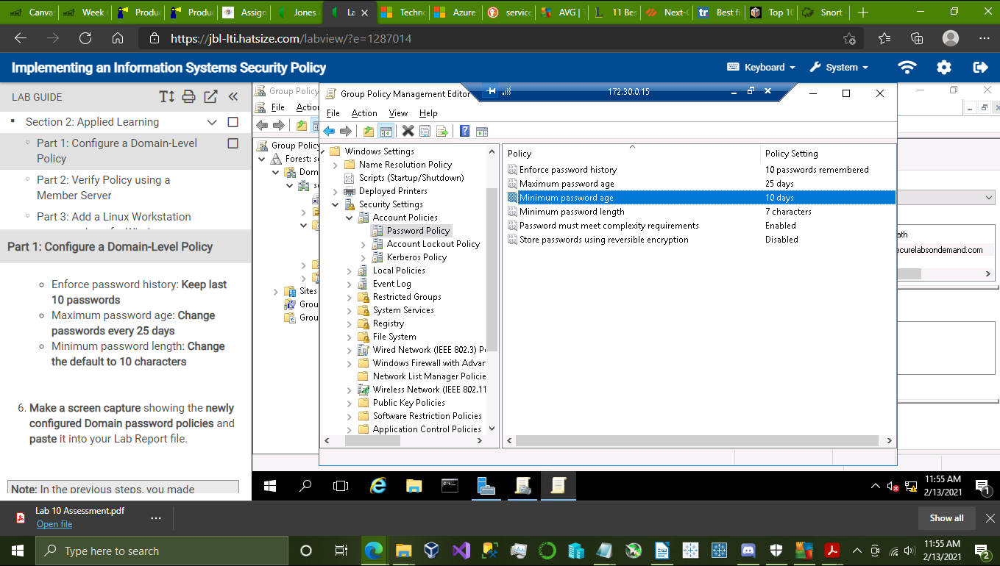 Canva
Week
Produ
Produ
Assign
Jones
La
Techn
Azure
service
AVG | T
11 Bes
Next-G
Best fi
Top 10
Snort
https://jbl-lti.hatsize.com/labview/?e=1287014
Implementing an Information Systems Security Policy
Keyboard
System
LAB GUIDE
Section 2: Applied Learning
Part 1: Configure a Domain-Level
Policy
Part 2: Verify Policy using a
Member Server
Part 3: Add a Linux Workstation
Part 1: Configure a Domain-Level Policy
Enforce password history: Keep last
10 passwords
Maximum password age: Change
passwords every 25 days
Minimum password length: Change
the default to 10 characters
6. Make a screen capture showing the newly
configured Domain password policies and
paste it into your Lab Report file.
Note: In the previous steps, you made
Group Policy
File Action
Group Policy
Forest: se
Dom
s
Sites
Grou
Grou
Group Policy Management Editor
172.30.0.15
File Action View Help
Windows Settings
Name Resolution Policy
Scripts (Startup/Shutdown)
Deployed Printers
Security Settings
Account Policies
Password Policy
Account Lockout Policy
Kerberos Policy
Local Policies
Event Log
Restricted Groups
System Services
Registry
File System
Wired Network (IEEE 802.3) P
Windows Firewall with Advar
Network List Manager Policie
Wireless Network (IEEE 802.11
Public Key Policies
Software Restriction Policies
Application Control Policies
Policy Policy Setting
Enforce password history 10 passwords remembered
Maximum password age 25 days
Minimum password age 10 days
Minimum password length 7 characters
Password must meet complexity requirements Enabled
Store passwords using reversible encryption Disabled
ath
ecurelabsondemand.com
11:55 AM
2/13/2021
1
Lab 10 Assessment.pdf
Open file
Show all
Type here to search
11:55 AM
2/13/2021
2